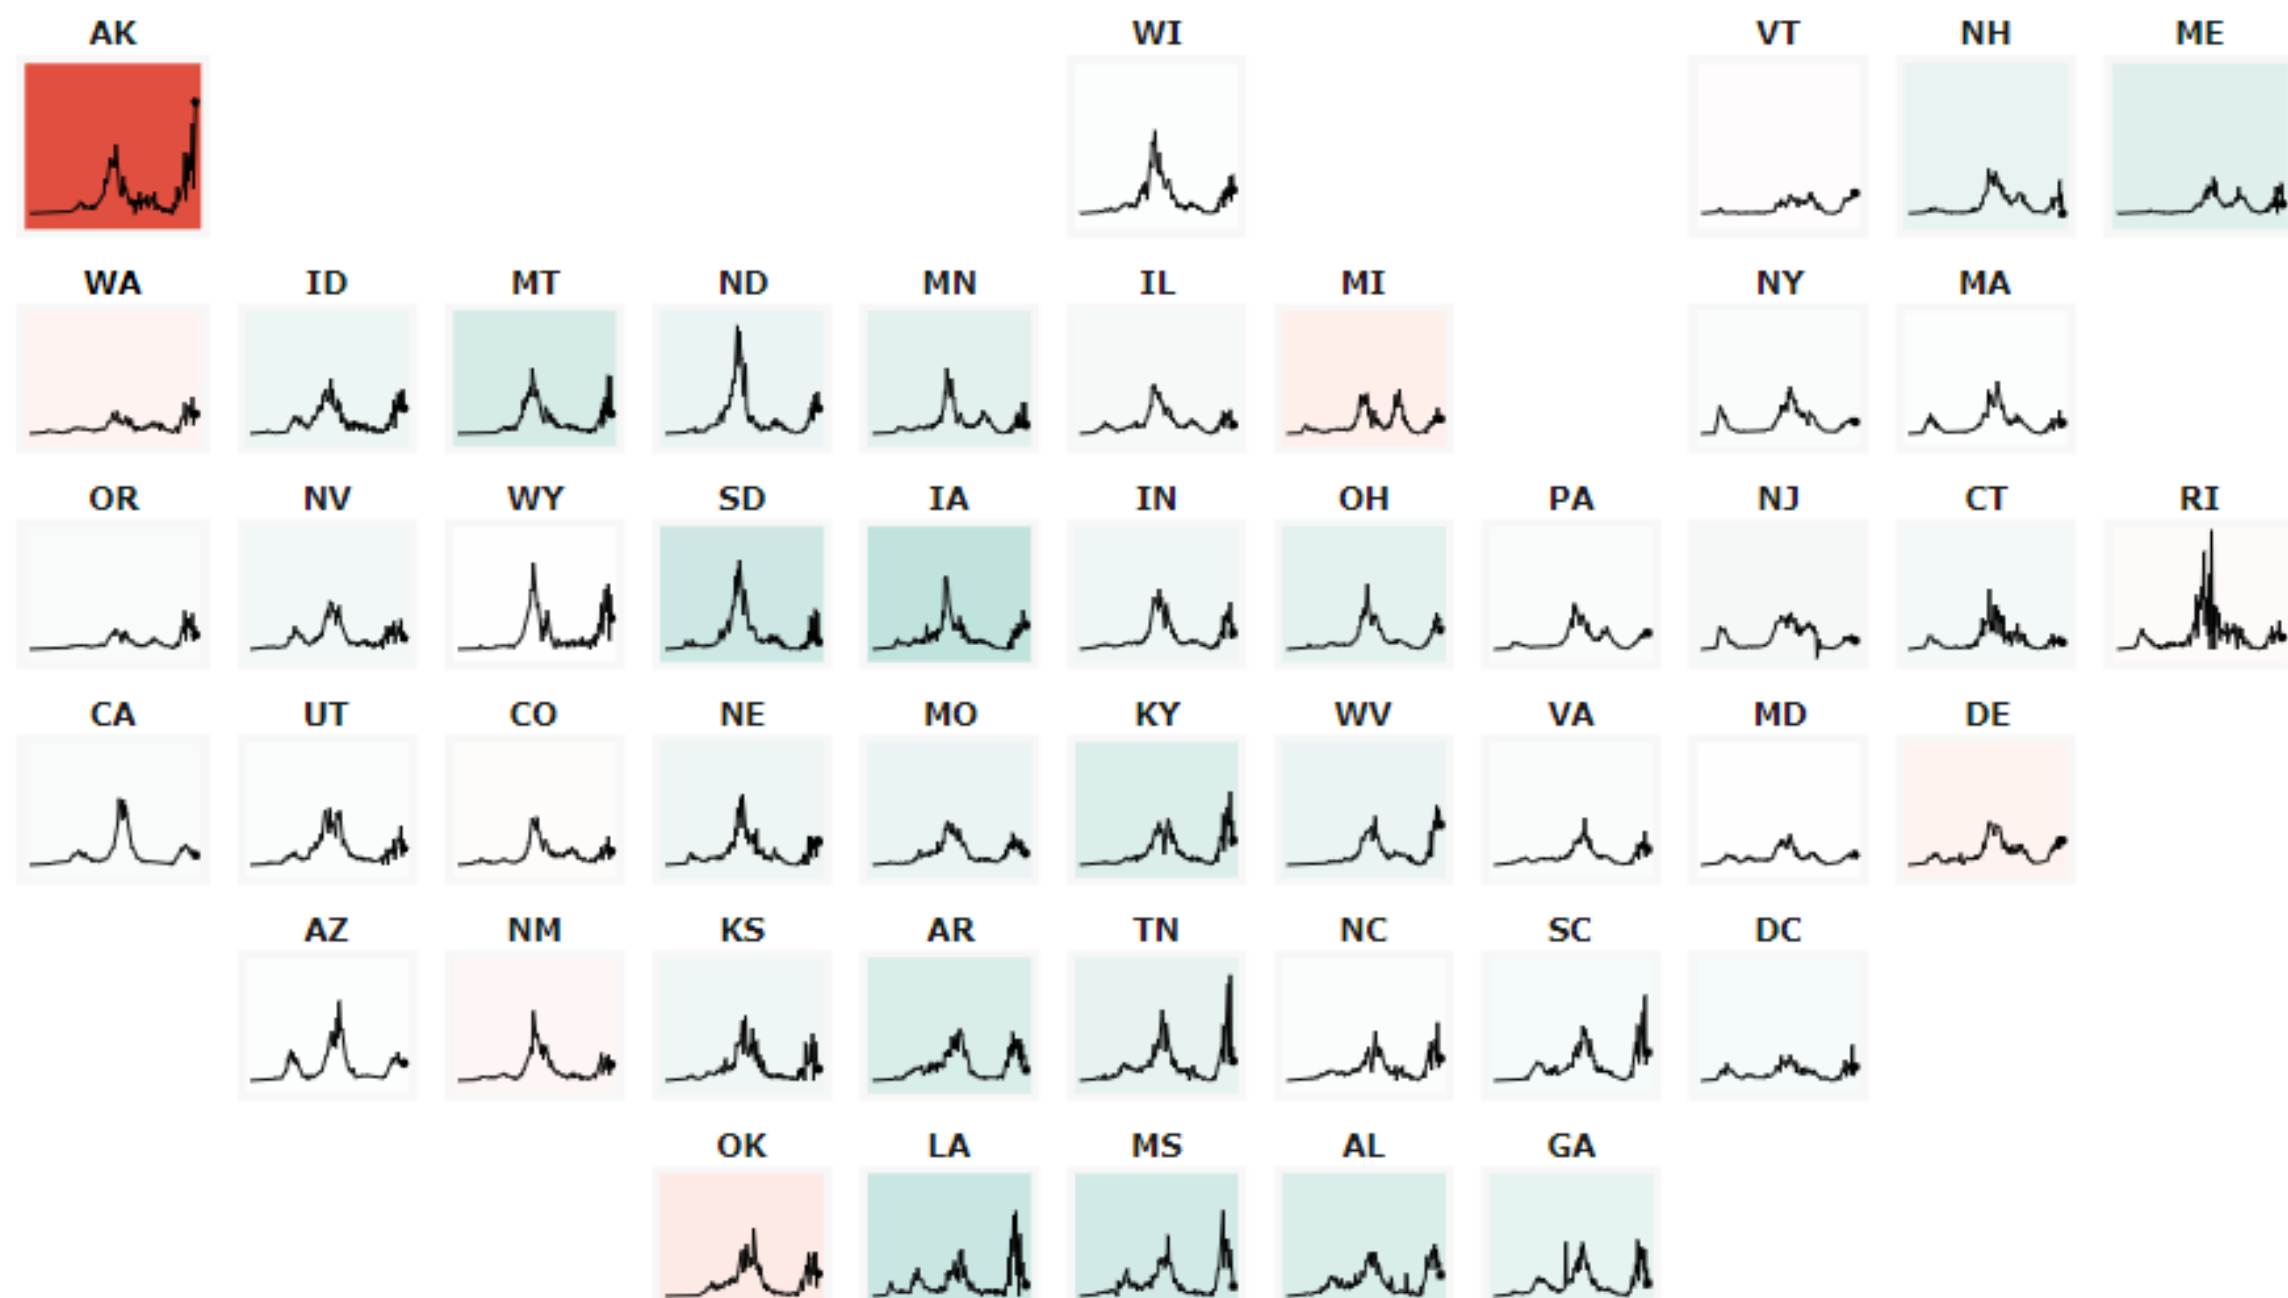 AK WI VT NH ME
WA ID MT ND MN IL MI NY MA
OR NV WY SD IA IN OH PA NJ CT RI
CA UT CO NE MO KY WV VA MD DE
AZ NM KS AR TN NC SC DC
OK LA MS AL GA